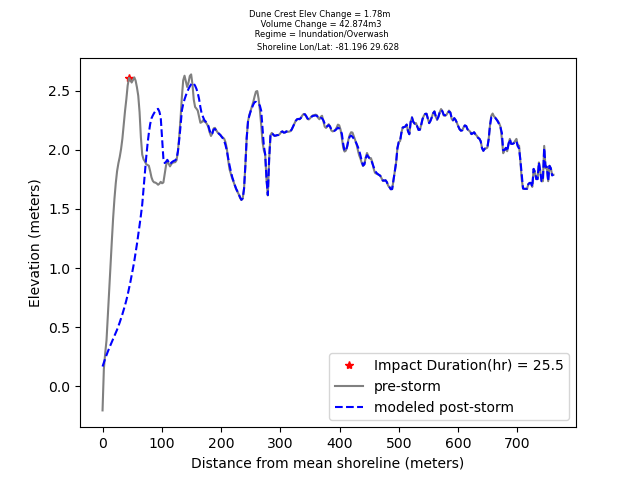 Dune Crest Elev Change = 1.78m
Volume Change = 42.874m3
Regime = Inundation/Overwash
Shoreline Lon/Lat: -81.196 29.628
2.5
2.0
1.5
1.0
0.5
0.0
Elevation (meters)
Impact Duration(hr) = 25.5
pre-storm
modeled post-storm
0 100 200 300 400 500 600 700
Distance from mean shoreline (meters)